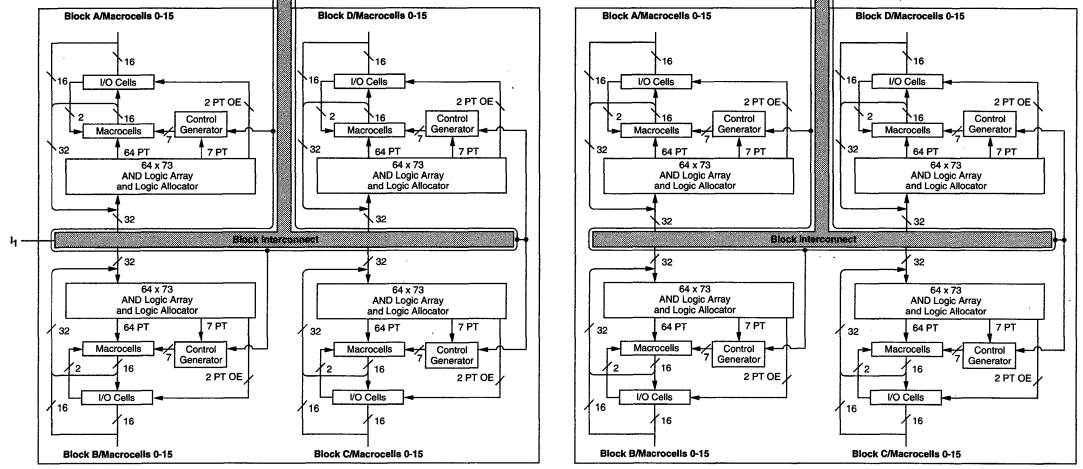 Block A/Macrocells 0-15
Block D/Macrocells 0-15
16
16
16
I/O Cells
16
I/O Cells
2 PT OE
2 PT OE
2
16
Control
Generator
2
16
Control
Generator
Macrocells
7
Macrocells
7
32
64 PT
7 PT
32
64 PT
7 PT
64 x 73
AND Logic Array
and Logic Allocator
64 x 73
AND Logic Array
and Logic Allocator
32
32
I1
Block Interconnect
32
32
64 x 73
AND Logic Array
and Logic Allocator
64 x 73
AND Logic Array
and Logic Allocator
32
64 PT
7 PT
32
64 PT
7 PT
Macrocells
7
Control
Generator
Macrocells
7
Control
Generator
2
16
2
16
2 PT OE
2 PT OE
I/O Cells
I/O Cells
16
16
16
16
Block B/Macrocells 0-15
Block C/Macrocells 0-15
Block A/Macrocells 0-15
Block D/Macrocells 0-15
16
16
16
I/O Cells
16
I/O Cells
2 PT OE
2 PT OE
2
16
Control
Generator
2
16
Control
Generator
Macrocells
7
Macrocells
7
32
64 PT
7 PT
32
64 PT
7 PT
64 x 73
AND Logic Array
and Logic Allocator
64 x 73
AND Logic Array
and Logic Allocator
32
32
Block Interconnect
32
32
64 x 73
AND Logic Array
and Logic Allocator
64 x 73
AND Logic Array
and Logic Allocator
32
64 PT
7 PT
32
64 PT
7 PT
Macrocells
7
Control
Generator
Macrocells
7
Control
Generator
2
16
2
16
2 PT OE
2 PT OE
I/O Cells
I/O Cells
16
16
16
16
Block B/Macrocells 0-15
Block C/Macrocells 0-15